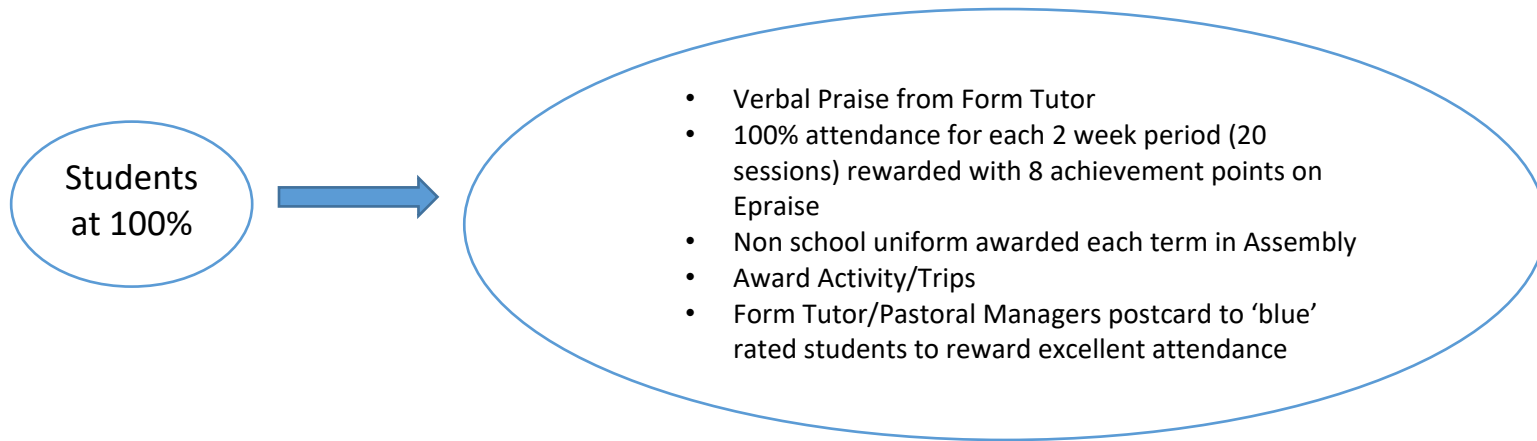 Students
at 100%
• Verbal Praise from Form Tutor
• 100% attendance for each 2 week period (20
sessions) rewarded with 8 achievement points on
Epraise
• Non school uniform awarded each term in Assembly
• Award Activity/Trips
• Form Tutor/Pastoral Managers postcard to ‘blue’
rated students to reward excellent attendance